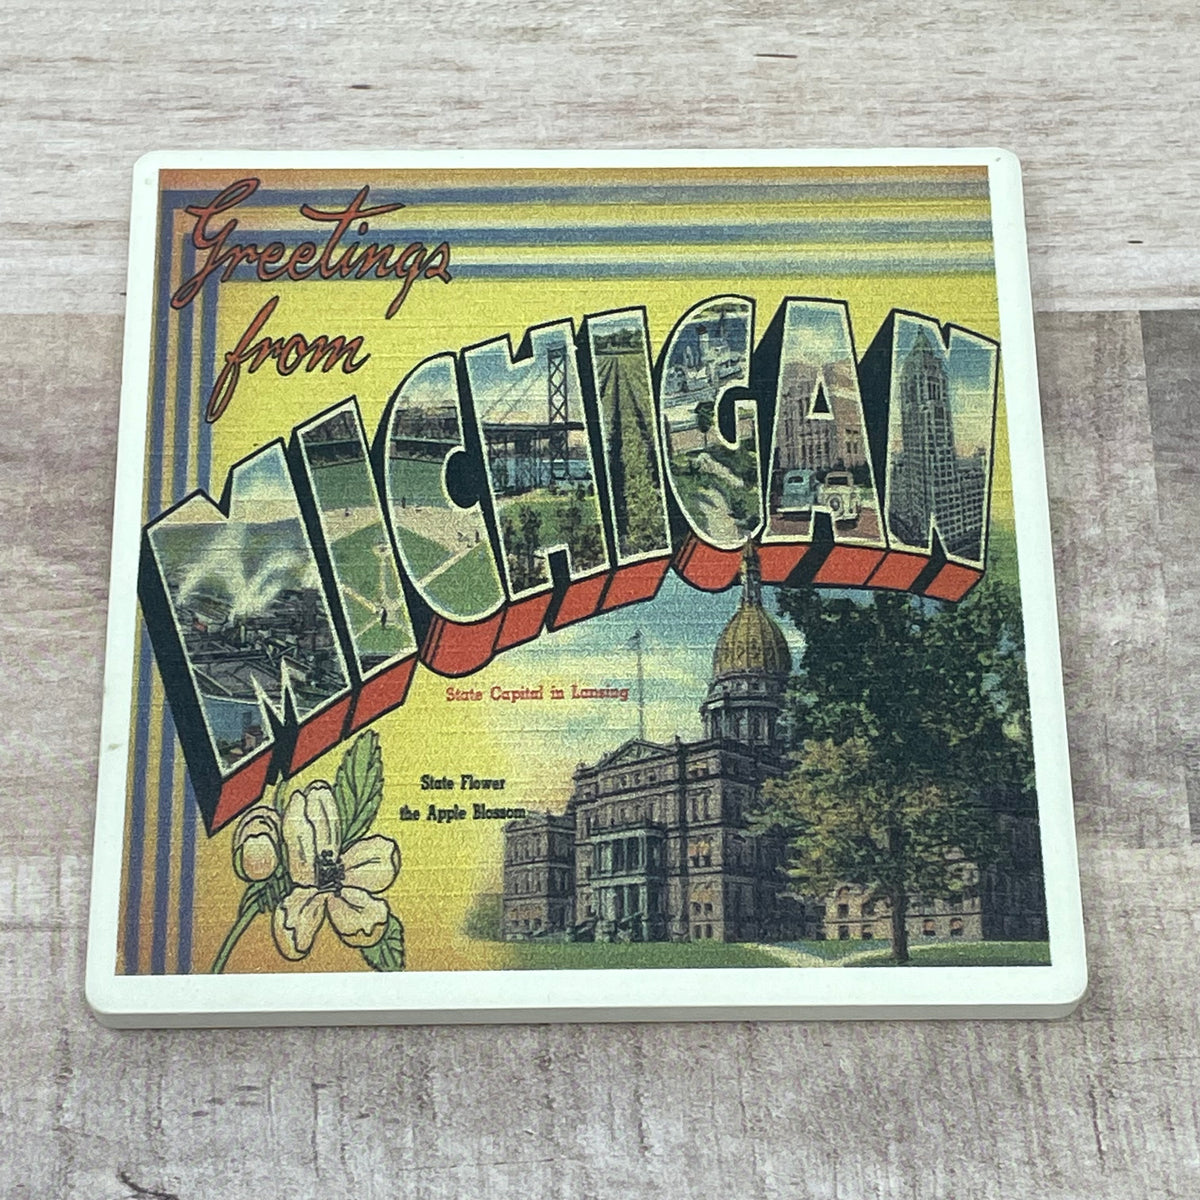 Greetings
from
MICHIGAN
State Capitol in Lansing
State Flower
the Apple Blossom